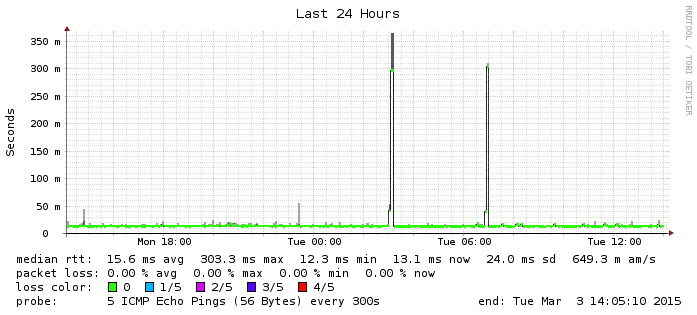 Last 24 Hours
RRDTOOL / TOBI OETIKER
Seconds
350 m
300 m
250 m
200 m
150 m
100 m
50 m
0
Mon 18:00 Tue 00:00 Tue 06:00 Tue 12:00
median rtt: 15.6 ms avg 303.3 ms max 12.3 ms min 13.1 ms now 24.0 ms sd 649.3 m am/s
packet loss: 0.00 % avg 0.00 % max 0.00 % min 0.00 % now
loss color: 0 1/5 2/5 3/5 4/5
probe: 5 ICMP Echo Pings (56 Bytes) every 300s end: Tue Mar 3 14:05:10 2015